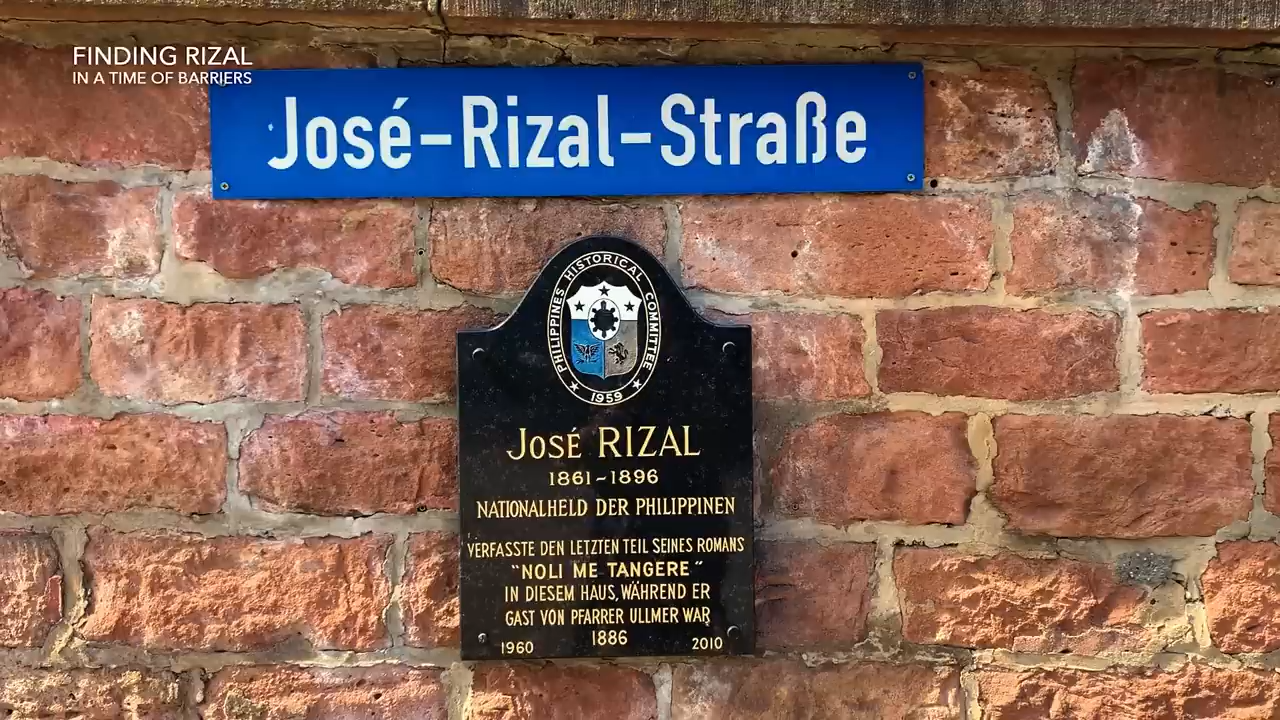 FINDING RIZAL
IN A TIME OF BARRIERS
José-Rizal-Straße
PHILIPPINES HISTORICAL COMMITTEE
1959
José RIZAL
1861-1896
NATIONALHELD DER PHILIPPINEN
VERFASSTE DEN LETZTEN TEIL SEINES ROMANS
"NOLI ME TANGERE"
IN DIESEM HAUS, WÄHREND ER
GAST VON PFARRER ULLMER WAR
1886
1960 2010